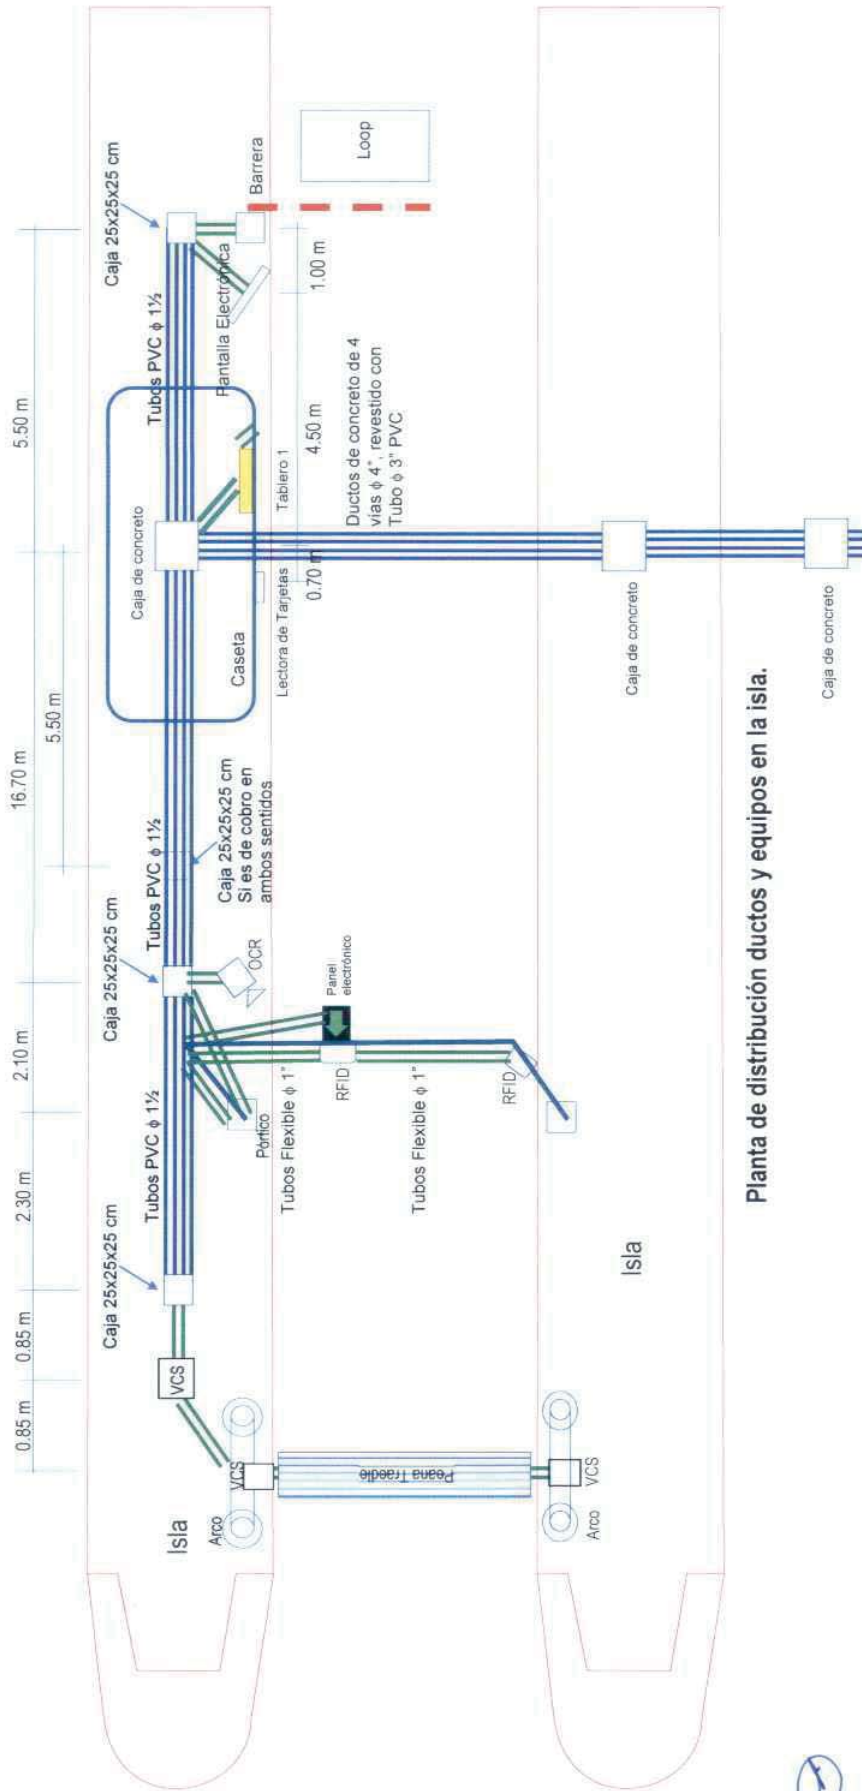 0.85 m
0.85 m
2.30 m
2.10 m
16.70 m
5.50 m
5.50 m
Caja 25x25x25 cm
Caja 25x25x25 cm
Caja 25x25x25 cm
Tubos PVC ϕ 1½
Tubos PVC ϕ 1½
Tubos PVC ϕ 1½
Caja de concreto
VCS
Isla
Arco
VCS
Pórtico
OCR
Caja 25x25x25 cm
Si es de cobro en
ambos sentidos
Caseta
Pantalla Electrónica
Barrera
Lectora de Tarjetas
Tablero 1
0.70 m
4.50 m
1.00 m
Loop
Peana Traedle
Tubos Flexible ϕ 1"
RFID
Panel
electrónico
Ductos de concreto de 4
vías ϕ 4", revestido con
Tubo ϕ 3" PVC
Tubos Flexible ϕ 1"
RFID
Arco
VCS
Isla
Caja de concreto
Caja de concreto
Planta de distribución ductos y equipos en la isla.